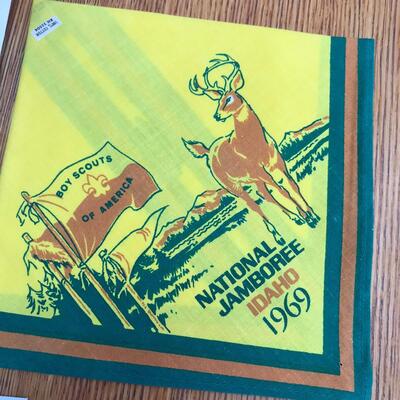 BOY SCOUTS
OF AMERICA
NATIONAL
JAMBOREE
IDAHO
1969